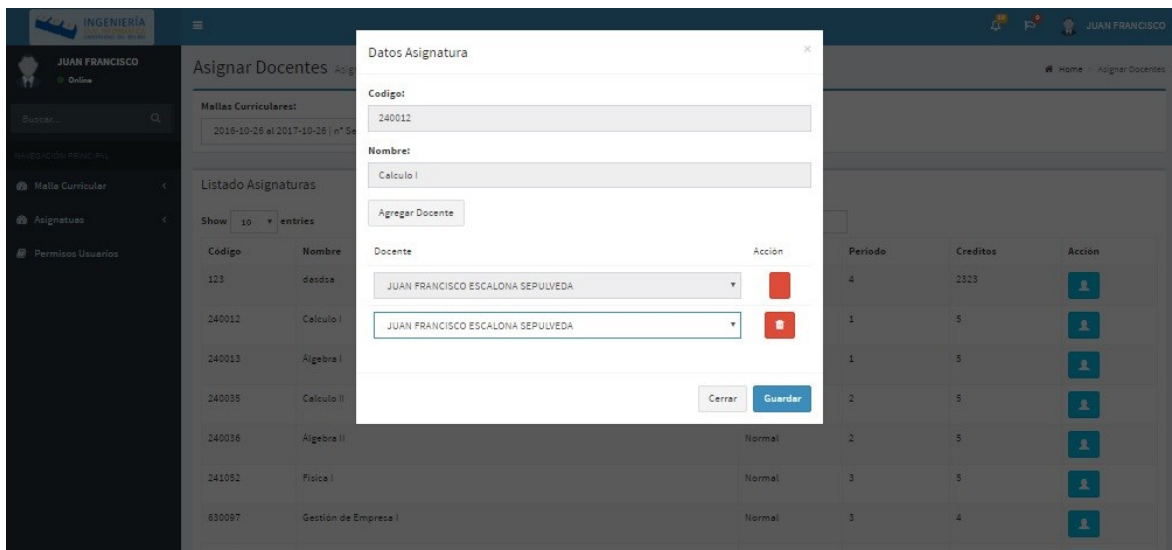 INGENIERÍA
JUAN FRANCISCO
JUAN FRANCISCO
Online
Buscar...
NAVEGACIÓN PRINCIPAL
Malla Curricular
Asignatuas
Permisos Usuarios
Asignar Docentes
Home > Asignar Docentes
Mallas Curriculares:
2016-10-26 al 2017-10-26 | n° Se
Listado Asignaturas
Show 10 entries
Código Nombre Periodo Creditos Acción
123 dasdsa 4 2323
240012 Calculo I 1 5
240013 Algebra I 1 5
240035 Calculo II 2 5
240036 Algebra II Normal 2 5
241052 Fisica I Normal 3 5
630097 Gestión de Empresa I Normal 3 4
Datos Asignatura ×
Codigo:
240012
Nombre:
Calculo I
Agregar Docente
Docente Acción
JUAN FRANCISCO ESCALONA SEPULVEDA
JUAN FRANCISCO ESCALONA SEPULVEDA
Cerrar Guardar